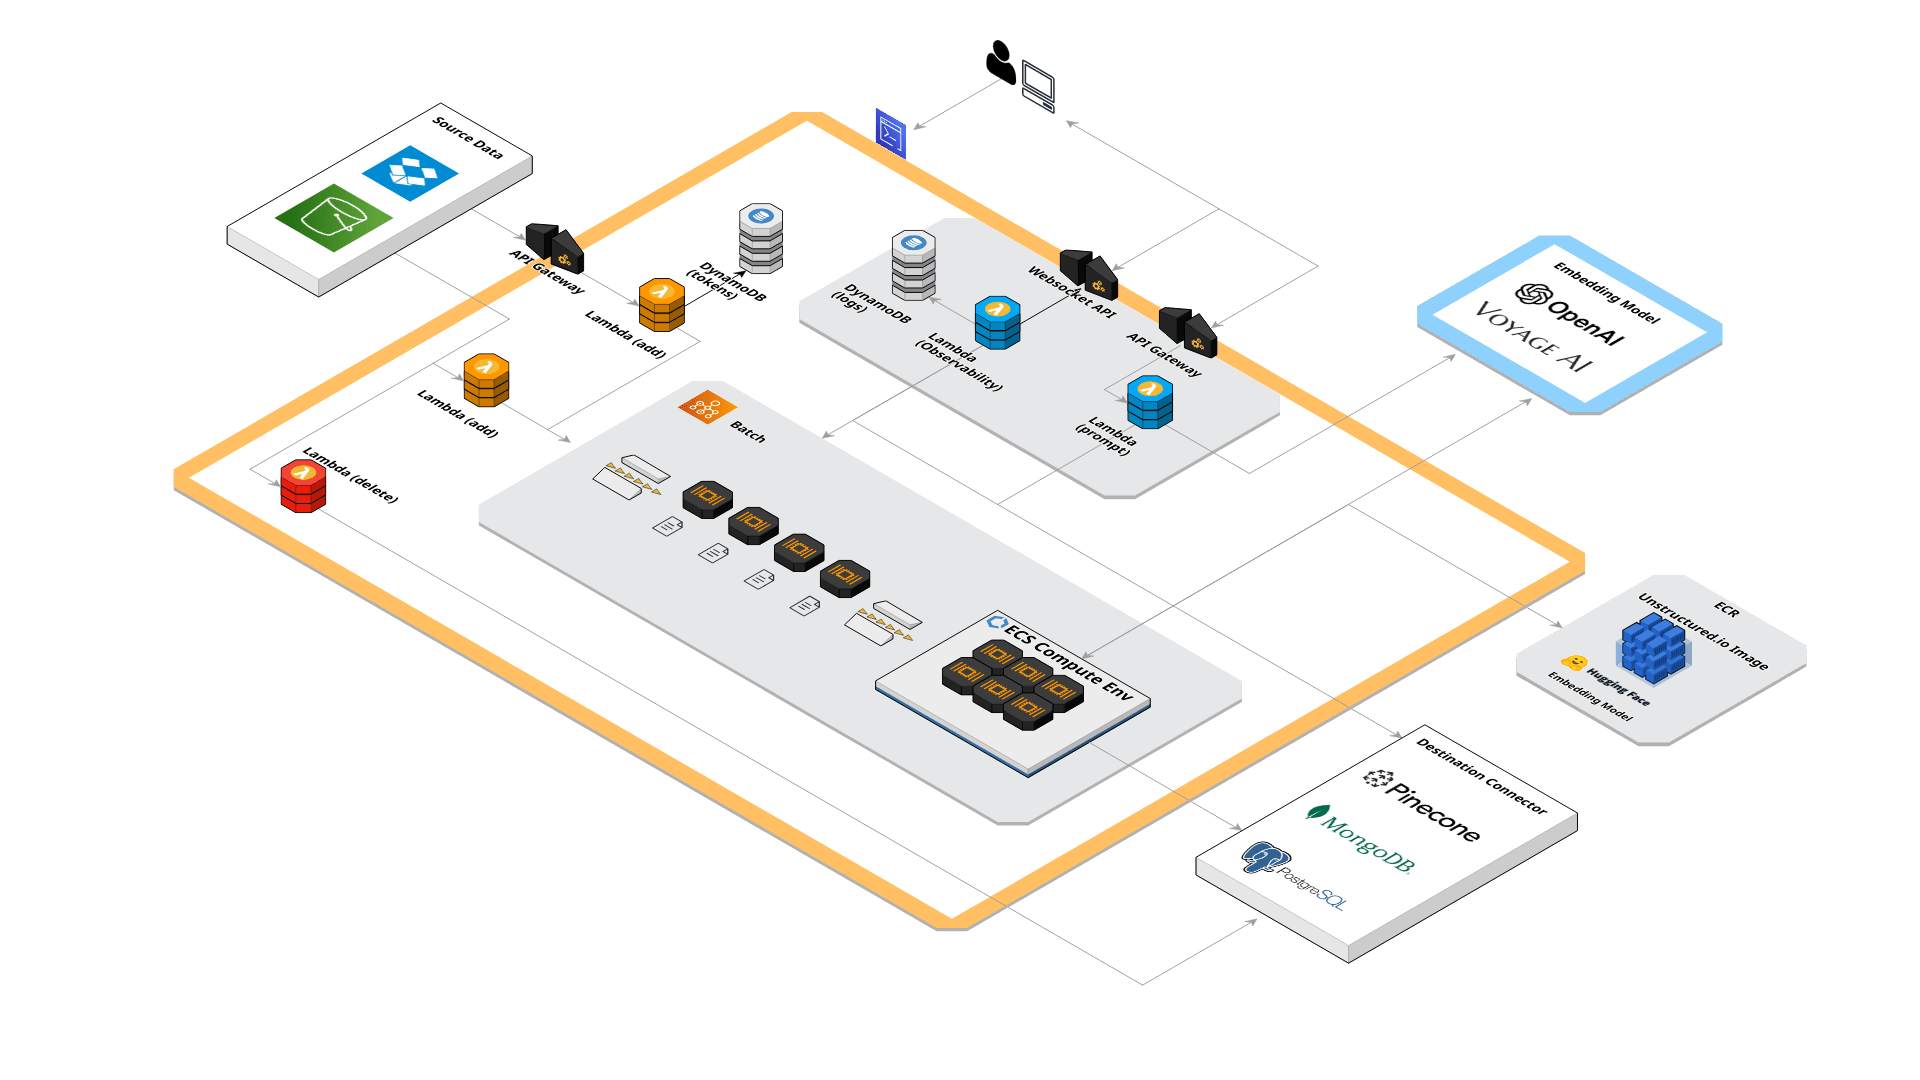 Source Data
API Gateway
Lambda (add)
DynamoDB
(tokens)
Lambda (add)
Lambda (delete)
DynamoDB
(logs)
Lambda
(Observability)
Websocket API
API Gateway
Lambda
(prompt)
Batch
ECS Compute Env
Embedding Model
OpenAI
VOYAGE AI
ECR
Unstructured.io Image
Hugging Face
Embedding Model
Destination Connector
Pinecone
MongoDB.
PostgreSQL